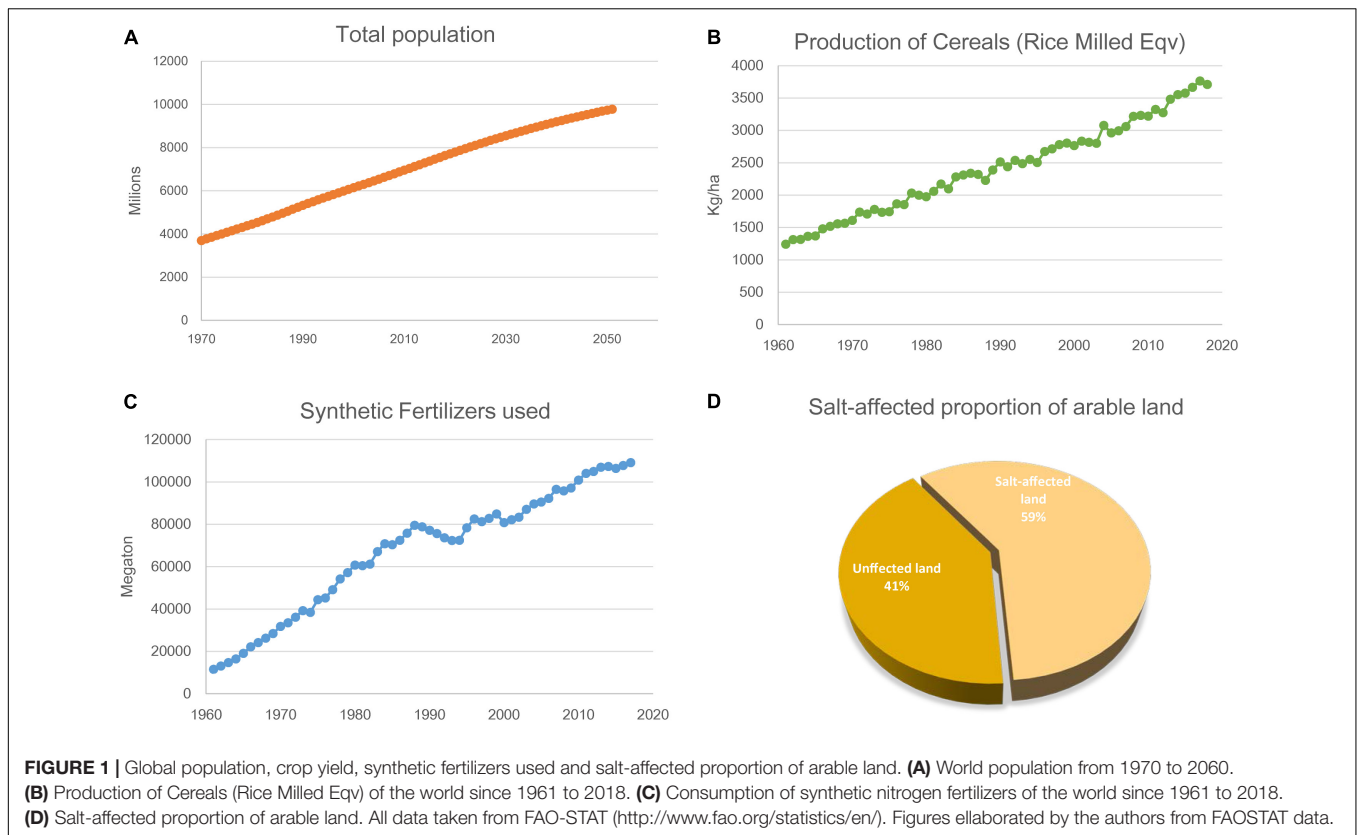 A
Total population
12000
10000
8000
6000
4000
2000
0
Milions
1970
1990
2010
2030
2050
B
Production of Cereals (Rice Milled Eqv)
4000
3500
3000
2500
2000
1500
1000
500
0
Kg/ha
1960
1970
1980
1990
2000
2010
2020
C
Synthetic Fertilizers used
120000
100000
80000
60000
40000
20000
0
Megaton
1960
1970
1980
1990
2000
2010
2020
D
Salt-affected proportion of arable land
Salt-affected
land
59%
Unffected land
41%
FIGURE 1 | Global population, crop yield, synthetic fertilizers used and salt-affected proportion of arable land. (A) World population from 1970 to 2060.
(B) Production of Cereals (Rice Milled Eqv) of the world since 1961 to 2018. (C) Consumption of synthetic nitrogen fertilizers of the world since 1961 to 2018.
(D) Salt-affected proportion of arable land. All data taken from FAO-STAT (http://www.fao.org/statistics/en/). Figures ellaborated by the authors from FAOSTAT data.